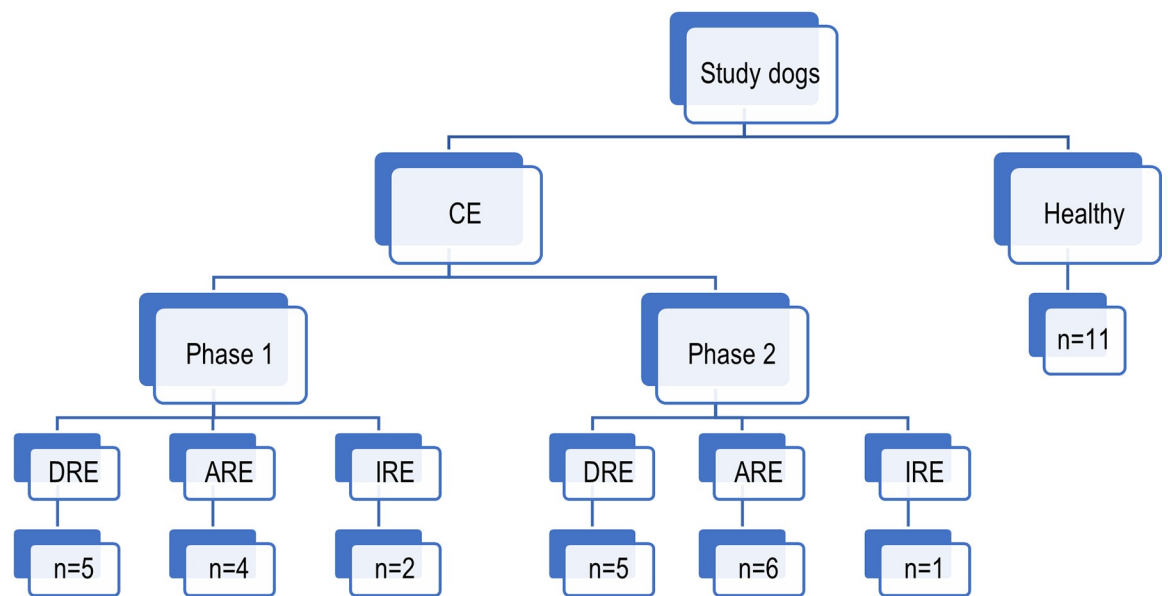 Study dogs
CE
Healthy
Phase 1
Phase 2
n=11
DRE
ARE
IRE
DRE
ARE
IRE
n=5
n=4
n=2
n=5
n=6
n=1